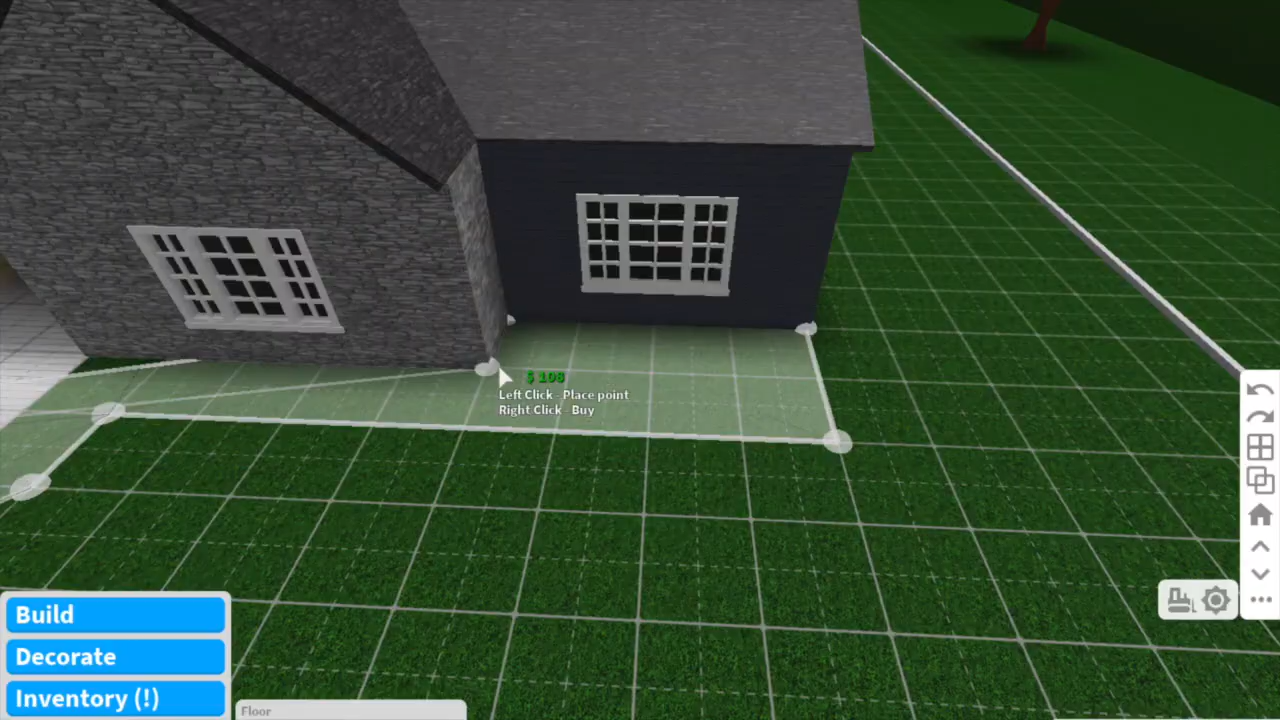 $ 108
Left Click - Place point
Right Click - Buy
Build
Decorate
Inventory (!)
Floor